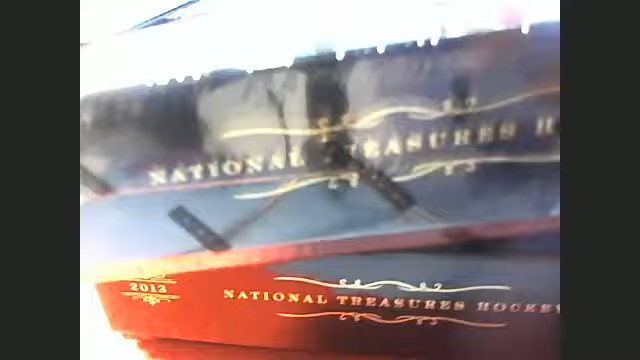 NATIONAL TREASURES H
2013
NATIONAL TREASURES HOCKEY